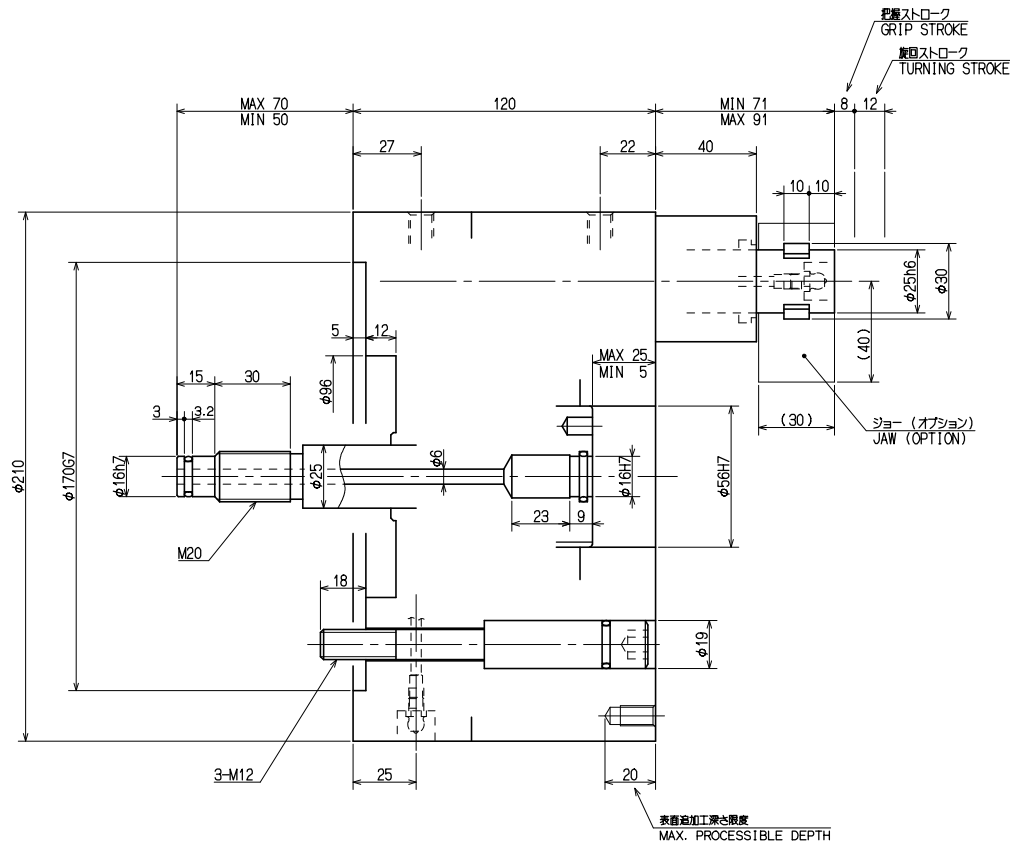 把握ストローク
GRIP STROKE
旋回ストローク
TURNING STROKE
MAX 70
MIN 50
120
MIN 71
MAX 91
8
12
27
22
40
10
10
φ25h6
φ30
5
12
(40)
MAX 25
MIN 5
15
30
φ96
3
3.2
(30)
ジョー (オプション)
JAW (OPTION)
φ210
φ170G7
φ16h7
φ25
φ6
φ16H7
φ56H7
23
9
M20
18
φ19
3-M12
25
20
表面追加工深さ限度
MAX. PROCESSIBLE DEPTH